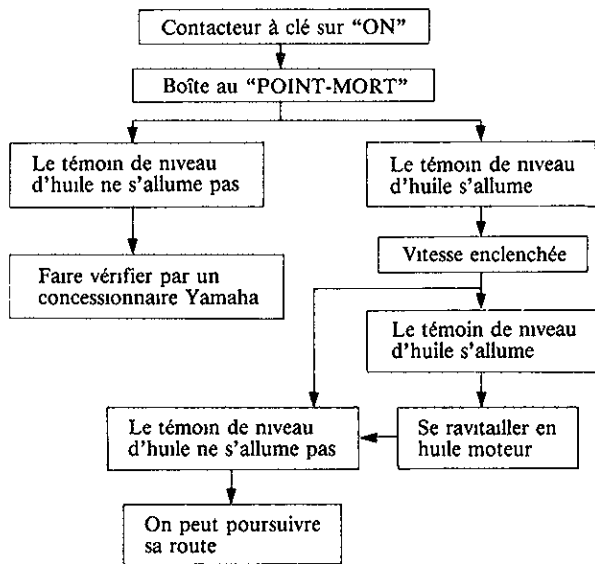 Contacteur à clé sur “ON”
Boîte au “POINT-MORT”
Le témoin de niveau
d’huile ne s’allume pas
Le témoin de niveau
d’huile s’allume
Faire vérifier par un
concessionnaire Yamaha
Vitesse enclenchée
Le témoin de niveau
d’huile s’allume
Le témoin de niveau
d’huile ne s’allume pas
Se ravitailler en
huile moteur
On peut poursuivre
sa route